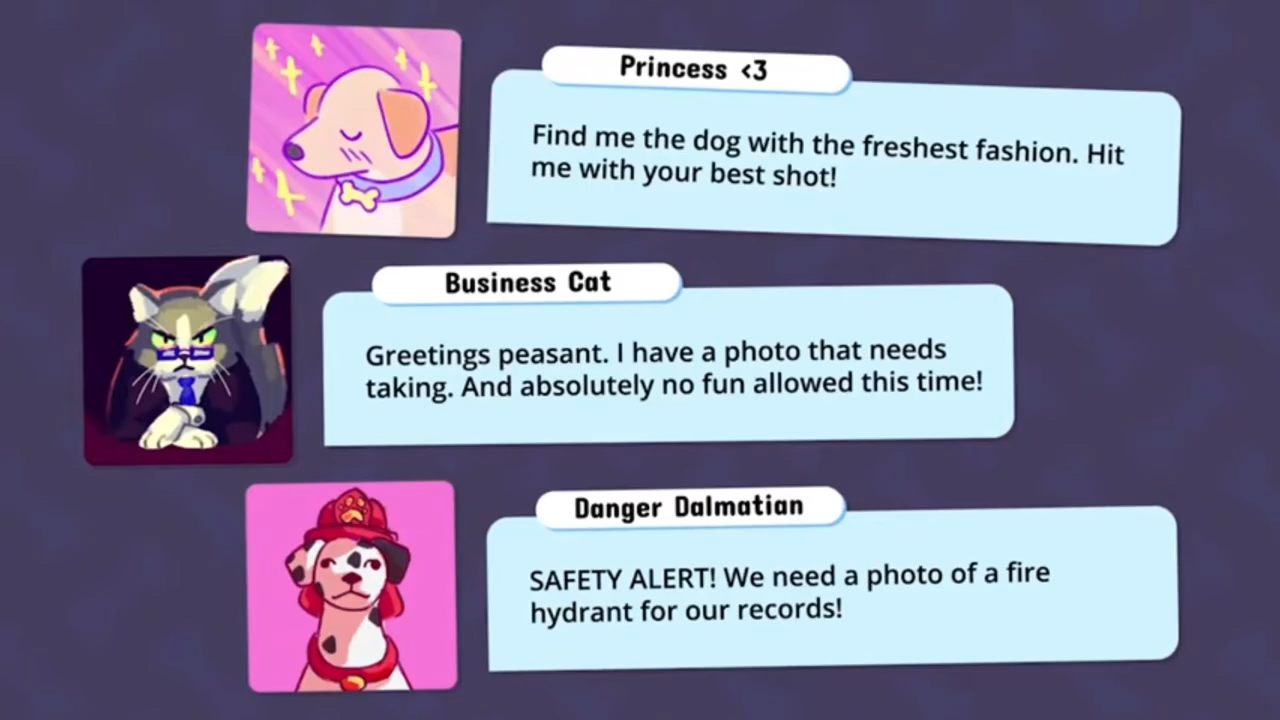 Princess <3
Find me the dog with the freshest fashion. Hit
me with your best shot!
Business Cat
Greetings peasant. I have a photo that needs
taking. And absolutely no fun allowed this time!
Danger Dalmatian
SAFETY ALERT! We need a photo of a fire
hydrant for our records!